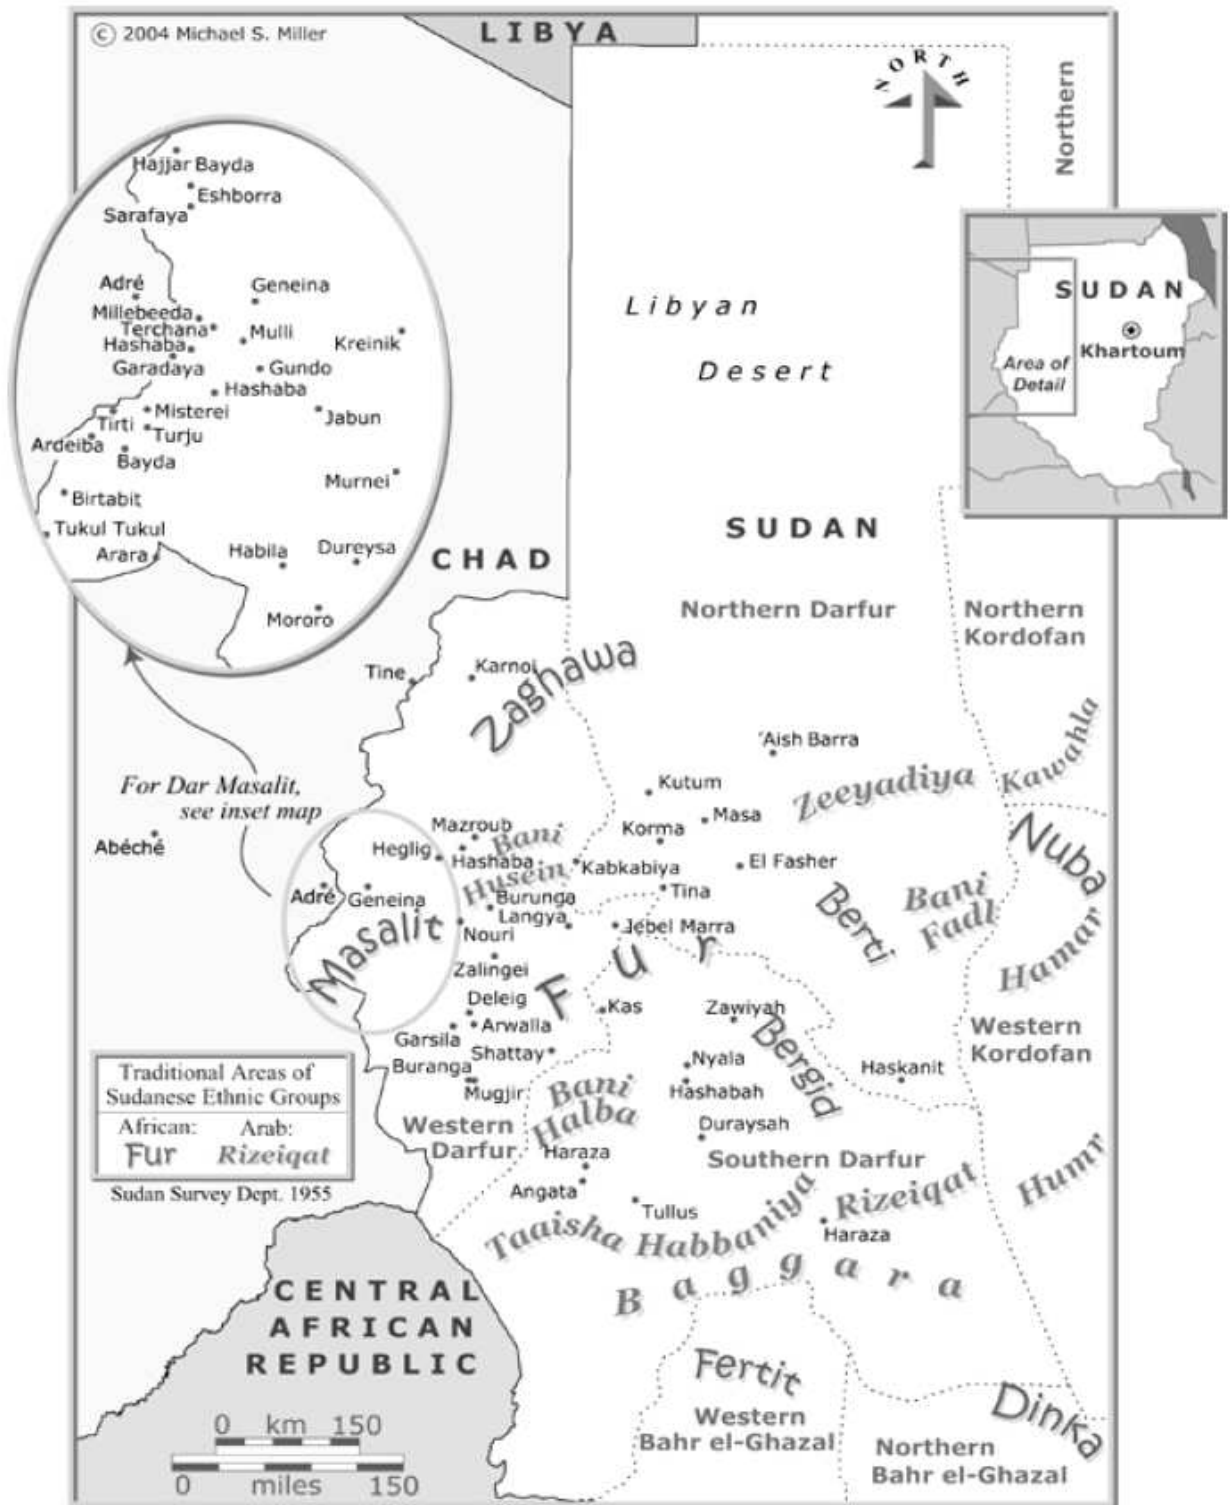 © 2004 Michael S. Miller
LIBYA
NORTH
Northern
Hajjar Bayda
Eshborra
Sarafaya
Adré
Geneina
Millebeeda
Terchana
Mulli
Hashaba
Kreinik
Garadaya
Gundo
Hashaba
Misterei
Jabun
Tirti
Turju
Ardeiba
Bayda
Murnei
Birtabit
Tukul Tukul
Arara
Habila
Dureysa
Mororo
Libyan
Desert
SUDAN
Khartoum
Area of
Detail
SUDAN
CHAD
Northern Darfur
Northern
Kordofan
Zaghawa
Tine
Karnoi
'Aish Barra
Kawahla
For Dar Masalit,
see inset map
Kutum
Zeeyadiya
Masa
Korma
Mazroub
Bani
Husein
Nuba
Abéché
Heglig
Hashaba
Kabkabiya
El Fasher
Adré
Geneina
Burunga
Tina
Berti
Bani
Fadl
Langya
Jebel Marra
Masalit
Nouri
Hamar
Zalingei
Fur
Deleig
Kas
Zawiyah
Garsila
Arwalla
Bergid
Western
Kordofan
Shattay
Buranga
Nyala
Haskanit
Mugjir
Hashabah
Bani
Halba
Western
Darfur
Duraysah
Haraza
Southern Darfur
Humr
Angata
Tullus
Rizeiqat
Haraza
Taaisha
Habbaniya
Baggara
Traditional Areas of
Sudanese Ethnic Groups
African: Arab:
Fur Rizeiqat
Sudan Survey Dept. 1955
CENTRAL
AFRICAN
REPUBLIC
Fertit
Dinka
Western
Bahr el-Ghazal
Northern
Bahr el-Ghazal
0 km 150
0 miles 150